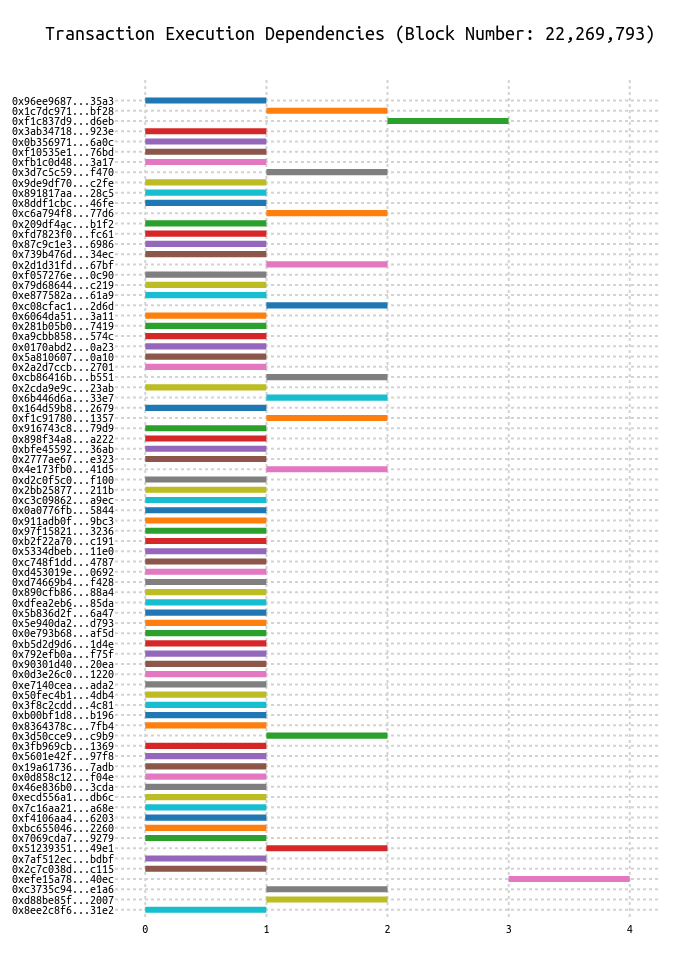 Transaction Execution Dependencies (Block Number: 22,269,793)
0x96ee9687...35a3
0x1c7dc971...bf28
0xf1c837d9...d6eb
0x3ab34718...923e
0x0b356971...6a0c
0xf10535e1...76bd
0xfb1c0d48...3a17
0x3d7c5c59...f470
0x9de9df70...c2fe
0x891817aa...28c5
0x8ddf1cbc...46fe
0xc6a794f8...77d6
0x209df4ac...b1f2
0xfd7823f0...fc61
0x87c9c1e3...6986
0x739b476d...34ec
0x2d1d31fd...67bf
0xf057276e...0c90
0x79d68644...c219
0xe877582a...61a9
0xc08cfac1...2d6d
0x6064da51...3a11
0x281b05b0...7419
0xa9cbb858...574c
0x0170abd2...0a23
0x5a810607...0a10
0x2a2d7ccb...2701
0xcb86416b...b551
0x2cda9e9c...23ab
0x6b446d6a...33e7
0x164d59b8...2679
0xf1c91780...1357
0x916743c8...79d9
0x898f34a8...a222
0xbfe45592...36ab
0x2777ae67...e323
0x4e173fb0...41d5
0xd2c0f5c0...f100
0x2bb25877...211b
0xc3c09862...a9ec
0x0a0776fb...5844
0x911adb0f...9bc3
0x97f15821...3236
0xb2f22a70...c191
0x5334dbeb...11e0
0xc748f1dd...4787
0xd453019e...0692
0xd74669b4...f428
0x890cfb86...88a4
0xdfea2eb6...85da
0x5b836d2f...6a47
0x5e940da2...d793
0x0e793b68...af5d
0xb5d2d9d6...1d4e
0x792efb0a...f75f
0x90301d40...20ea
0x0d3e26c0...1220
0xe7140cea...ada2
0x50fec4b1...4db4
0x3f8c2cdd...4c81
0xb00bf1d8...b196
0x8364378c...7fb4
0x3d50cce9...c9b9
0x3fb969cb...1369
0x5601e42f...97f8
0x19a61736...7adb
0x0d858c12...f04e
0x46e836b0...3cda
0xecd556a1...db6c
0x7c16aa21...a68e
0xf4106aa4...6203
0xbc655046...2260
0x7069cda7...9279
0x51239351...49e1
0x7af512ec...bdbf
0x2c7c038d...c115
0xefe15a78...40ec
0xc3735c94...e1a6
0xd88be85f...2007
0x8ee2c8f6...31e2
0 1 2 3 4